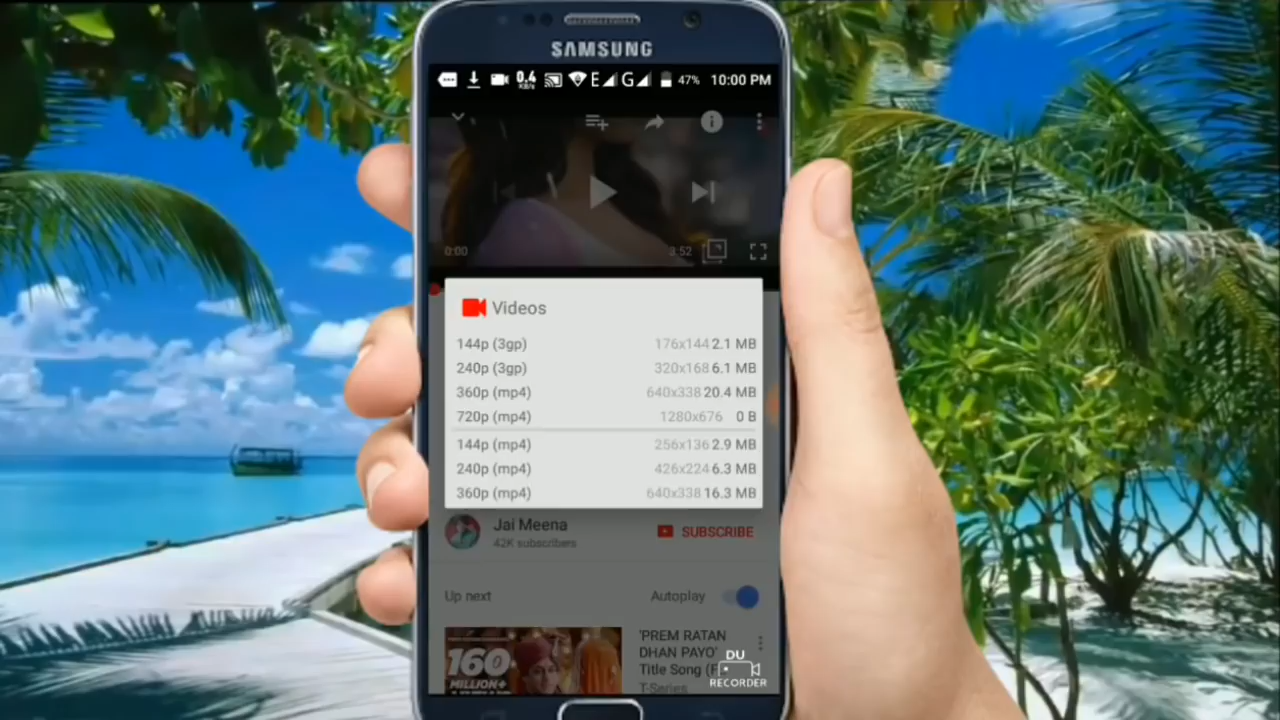 SAMSUNG
0.4 KB/s E G 47% 10:00 PM
0:00 3:52
Videos
144p (3gp) 176x144 2.1 MB
240p (3gp) 320x168 6.1 MB
360p (mp4) 640x338 20.4 MB
720p (mp4) 1280x676 0 B
144p (mp4) 256x136 2.9 MB
240p (mp4) 426x224 6.3 MB
360p (mp4) 640x338 16.3 MB
Jai Meena
42K subscribers
SUBSCRIBE
Up next Autoplay
160
MILLION+
'PREM RATAN
DHAN PAYO'
Title Song (F
T-Series
DU
RECORDER